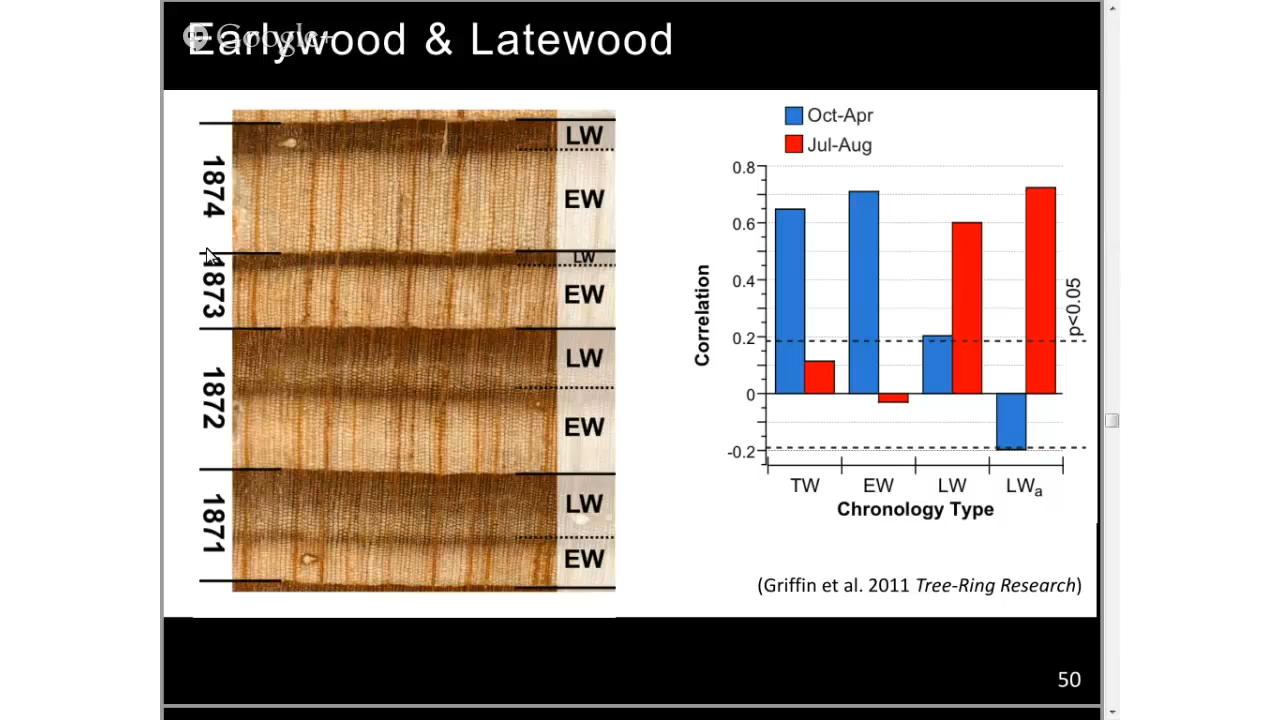 Earlywood & Latewood
Google+
1874
1873
1872
1871
LW
EW
LW
EW
LW
EW
LW
EW
Oct-Apr
Jul-Aug
0.8
0.6
0.4
0.2
0
-0.2
Correlation
p<0.05
TW EW LW LWa
Chronology Type
(Griffin et al. 2011 Tree-Ring Research)
50